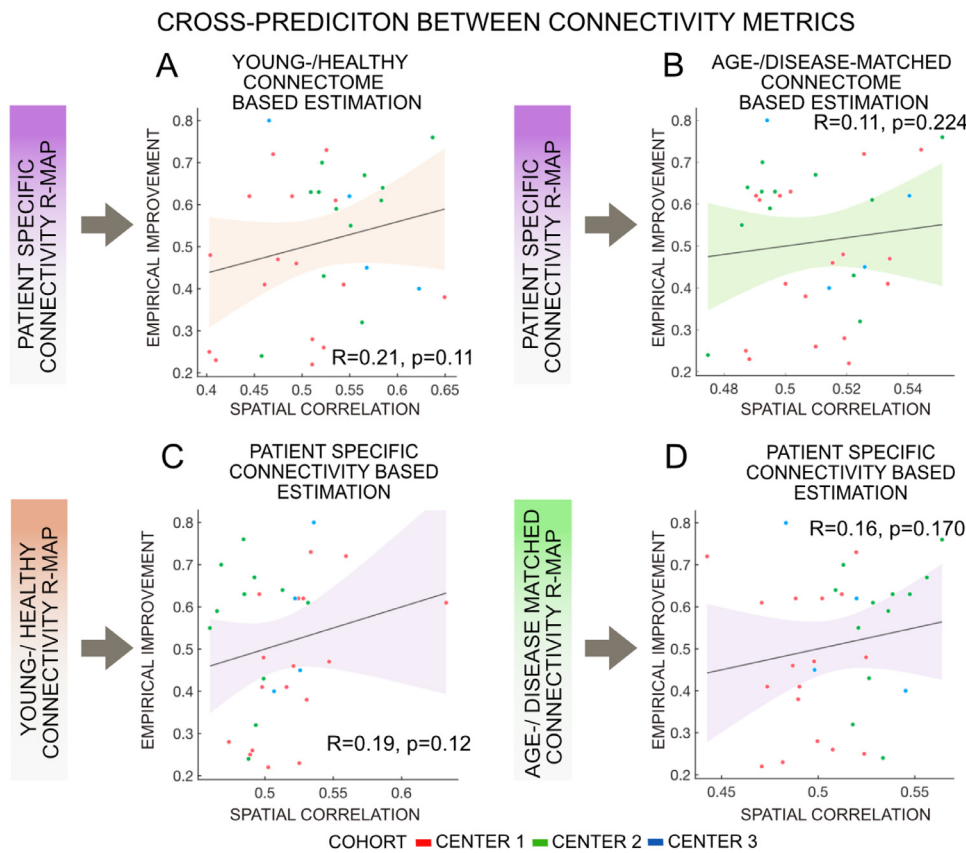 CROSS-PREDICITON BETWEEN CONNECTIVITY METRICS
A
YOUNG-/HEALTHY
CONNECTOME
BASED ESTIMATION
PATIENT SPECIFIC
CONNECTIVITY R-MAP
EMPIRICAL IMPROVEMENT
0.8
0.7
0.6
0.5
0.4
0.3
0.2
R=0.21, p=0.11
0.4 0.45 0.5 0.55 0.6 0.65
SPATIAL CORRELATION
B
AGE-/DISEASE-MATCHED
CONNECTOME
BASED ESTIMATION
R=0.11, p=0.224
PATIENT SPECIFIC
CONNECTIVITY R-MAP
EMPIRICAL IMPROVEMENT
0.8
0.7
0.6
0.5
0.4
0.3
0.2
0.48 0.5 0.52 0.54
SPATIAL CORRELATION
C
PATIENT SPECIFIC
CONNECTIVITY BASED
ESTIMATION
YOUNG-/ HEALTHY
CONNECTIVITY R-MAP
EMPIRICAL IMPROVEMENT
0.8
0.7
0.6
0.5
0.4
0.3
0.2
R=0.19, p=0.12
0.5 0.55 0.6
SPATIAL CORRELATION
D
PATIENT SPECIFIC
CONNECTIVITY BASED
ESTIMATION
R=0.16, p=0.170
AGE-/ DISEASE MATCHED
CONNECTIVITY R-MAP
EMPIRICAL IMPROVEMENT
0.8
0.7
0.6
0.5
0.4
0.3
0.2
0.45 0.5 0.55
SPATIAL CORRELATION
COHORT CENTER 1 CENTER 2 CENTER 3